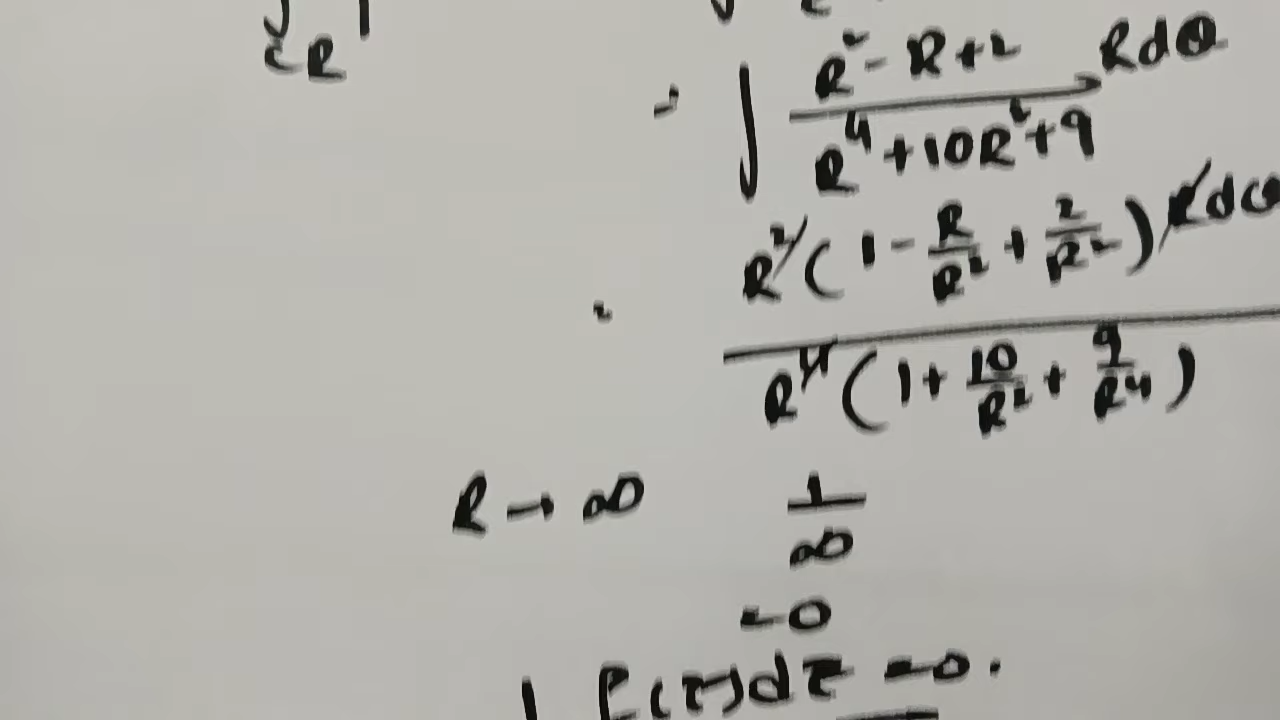 ∫_{CR} |
= ∫ (R² - R + 2)/(R⁴ + 10R² + 9) R dθ
= R²(1 - R/R² + 2/R²) R dθ / R⁴(1 + 10/R² + 9/R⁴)
R → ∞ 1/∞
= 0
∫ f(z)dz = 0.